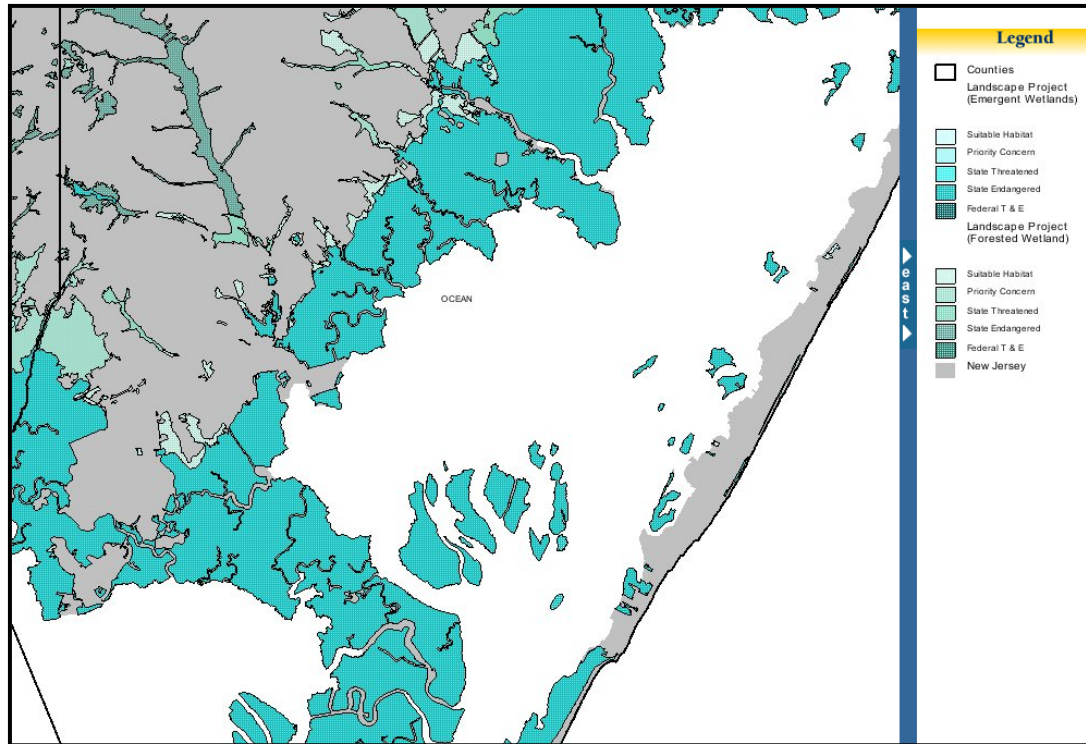 OCEAN
east
Legend
Counties
Landscape Project
(Emergent Wetlands)
Suitable Habitat
Priority Concern
State Threatened
State Endangered
Federal T & E
Landscape Project
(Forested Wetland)
Suitable Habitat
Priority Concern
State Threatened
State Endangered
Federal T & E
New Jersey